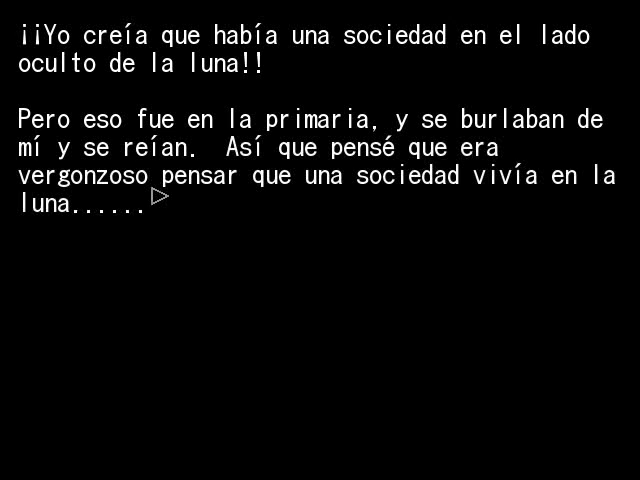 ¡¡Yo creía que había una sociedad en el lado
oculto de la luna!!
Pero eso fue en la primaria, y se burlaban de
mí y se reían.  Así que pensé que era
vergonzoso pensar que una sociedad vivía en la
luna......